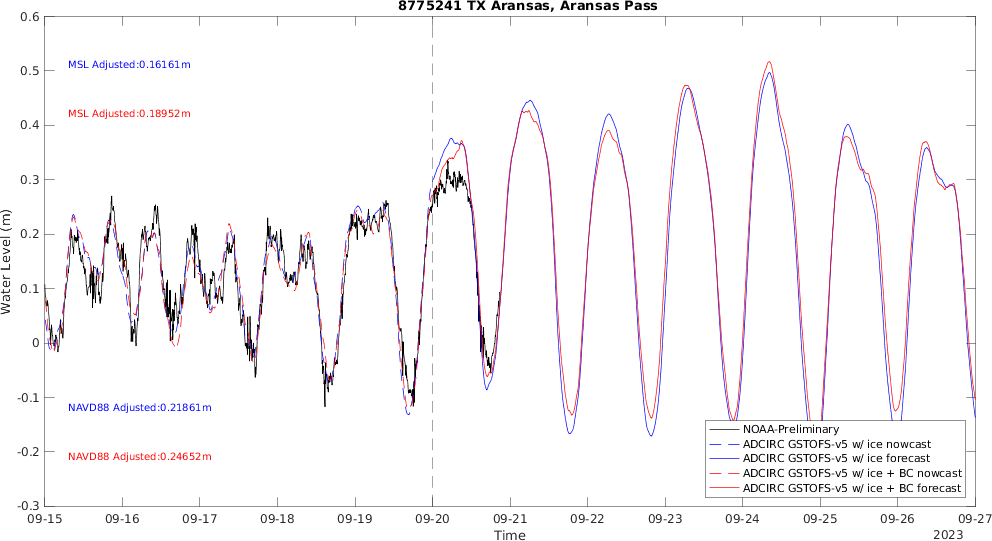 8775241 TX Aransas, Aransas Pass
0.6
0.5
0.4
0.3
0.2
0.1
0
-0.1
-0.2
-0.3
Water Level (m)
MSL Adjusted:0.16161m
MSL Adjusted:0.18952m
NAVD88 Adjusted:0.21861m
NAVD88 Adjusted:0.24652m
NOAA-Preliminary
ADCIRC GSTOFS-v5 w/ ice nowcast
ADCIRC GSTOFS-v5 w/ ice forecast
ADCIRC GSTOFS-v5 w/ ice + BC nowcast
ADCIRC GSTOFS-v5 w/ ice + BC forecast
09-15 09-16 09-17 09-18 09-19 09-20 09-21 09-22 09-23 09-24 09-25 09-26 09-27
Time
2023